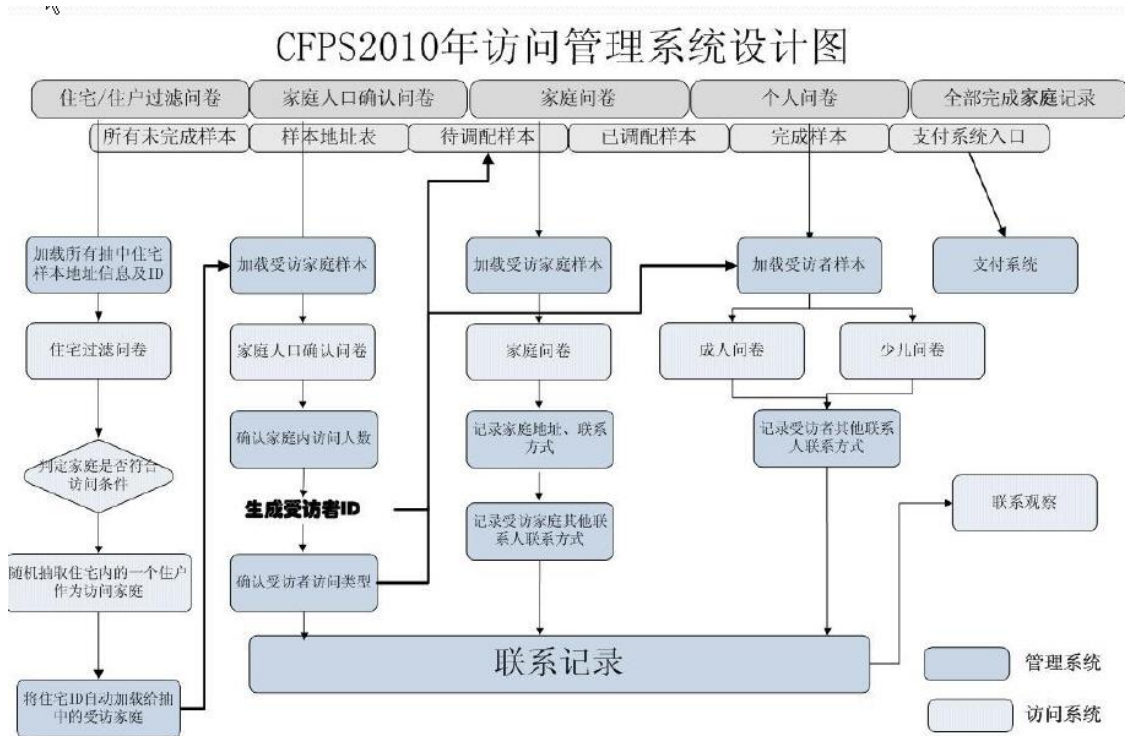 CFPS2010年访问管理系统设计图
住宅/住户过滤问卷
家庭人口确认问卷
家庭问卷
个人问卷
全部完成家庭记录
所有未完成样本
样本地址表
待调配样本
已调配样本
完成样本
支付系统入口
加载所有抽中住宅
样本地址信息及ID
加载受访家庭样本
加载受访家庭样本
加载受访者样本
支付系统
住宅过滤问卷
家庭人口确认问卷
家庭问卷
成人问卷
少儿问卷
确认家庭内访问人数
记录家庭地址、联系
方式
记录受访者其他联系
人联系方式
判定家庭是否符合
访问条件
生成受访者ID
记录受访家庭其他联
系人联系方式
联系观察
随机抽取住宅内的一个住户
作为访问家庭
确认受访者访问类型
联系记录
将住宅ID自动加载给抽
中的受访家庭
管理系统
访问系统